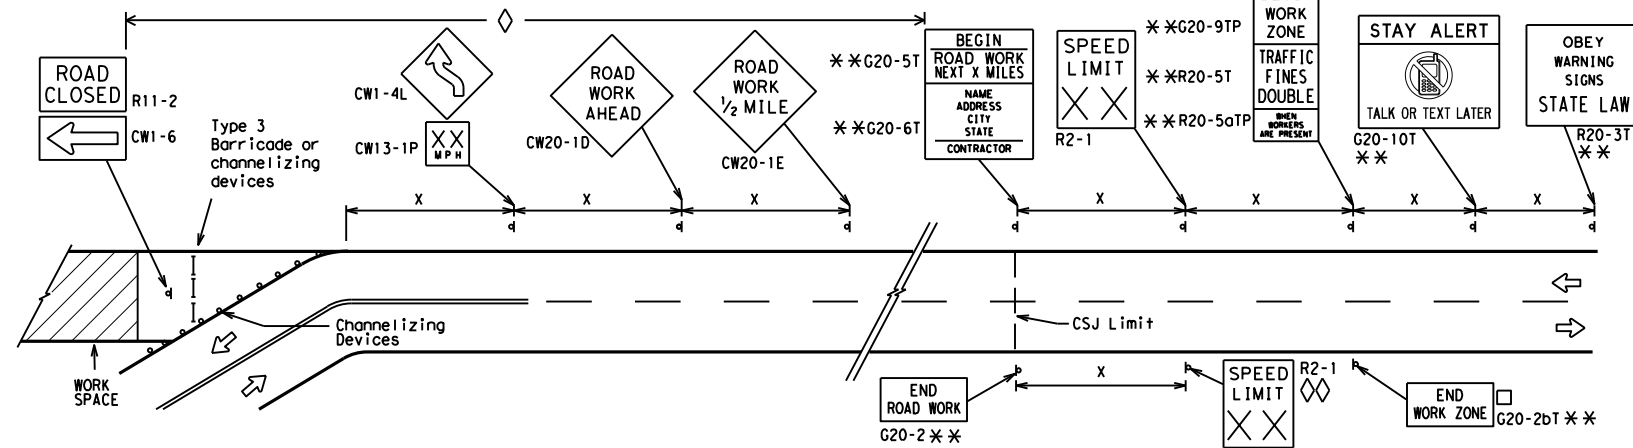 ROAD
CLOSED
R11-2
CW1-6
Type 3
Barricade or
channelizing
devices
CW1-4L
XX
MPH
CW13-1P
ROAD
WORK
AHEAD
CW20-1D
ROAD
WORK
1/2 MILE
CW20-1E
**G20-5T
**G20-6T
BEGIN
ROAD WORK
NEXT X MILES
NAME
ADDRESS
CITY
STATE
CONTRACTOR
SPEED
LIMIT
XX
R2-1
**G20-9TP
**R20-5T
**R20-5aTP
WORK
ZONE
TRAFFIC
FINES
DOUBLE
WHEN
WORKERS
ARE PRESENT
STAY ALERT
TALK OR TEXT LATER
G20-10T
**
OBEY
WARNING
SIGNS
STATE LAW
R20-3T
**
X
X
X
X
X
X
X
Channelizing
Devices
WORK
SPACE
CSJ Limit
END
ROAD WORK
G20-2**
X
SPEED
LIMIT
XX
R2-1
END
WORK ZONE
G20-2bT**